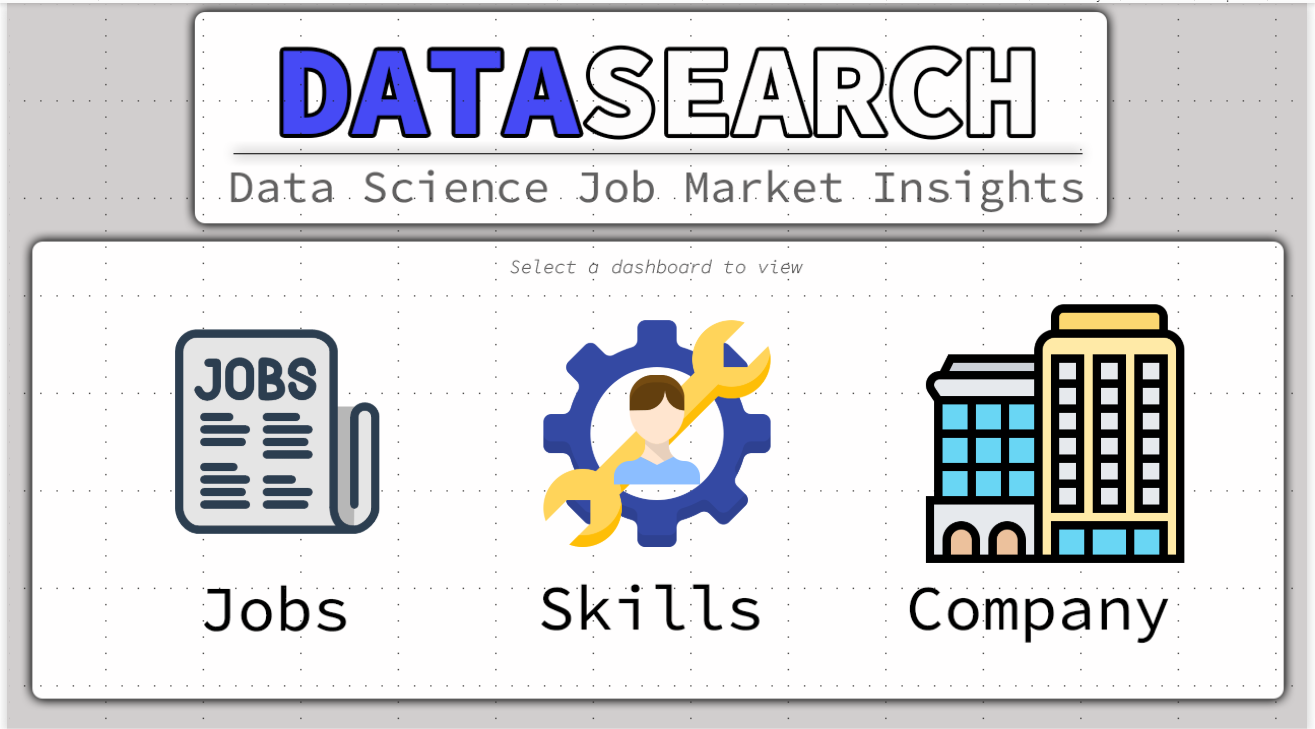 DATASEARCH
Data Science Job Market Insights
Select a dashboard to view
JOBS
Jobs
Skills
Company